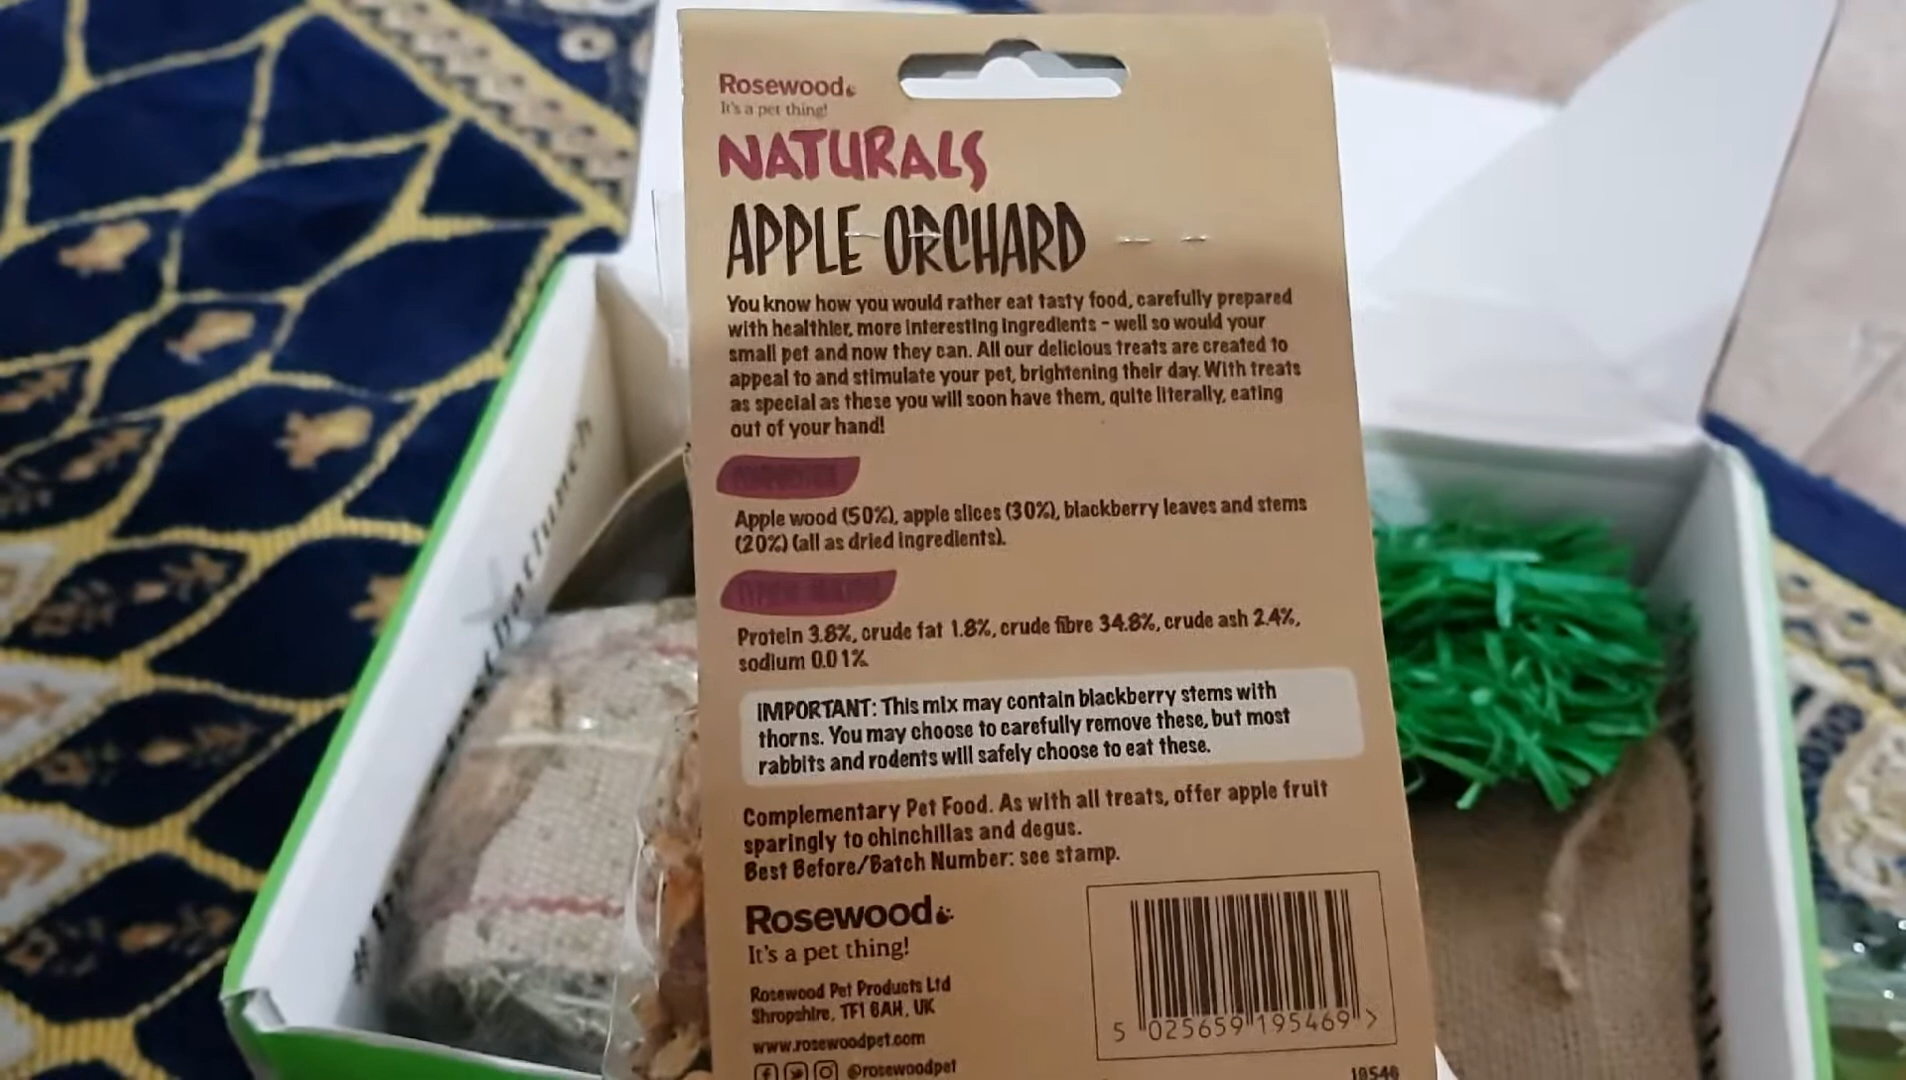 Rosewood
It's a pet thing!
NATURALS
APPLE ORCHARD
You know how you would rather eat tasty food, carefully prepared
with healthier, more interesting ingredients - well so would your
small pet and now they can. All our delicious treats are created to
appeal to and stimulate your pet, brightening their day. With treats
as special as these you will soon have them, quite literally, eating
out of your hand!
Apple wood (50%), apple slices (30%), blackberry leaves and stems
(20%) (all as dried ingredients).
Protein 3.8%, crude fat 1.8%, crude fibre 34.8%, crude ash 2.4%,
sodium 0.01%.
IMPORTANT: This mix may contain blackberry stems with
thorns. You may choose to carefully remove these, but most
rabbits and rodents will safely choose to eat these.
Complementary Pet Food. As with all treats, offer apple fruit
sparingly to chinchillas and degus.
Best Before/Batch Number: see stamp.
Rosewood
It's a pet thing!
Rosewood Pet Products Ltd
Shropshire, TF1 6AH, UK
www.rosewoodpet.com
@rosewoodpet
5 025659 195469 >
19546